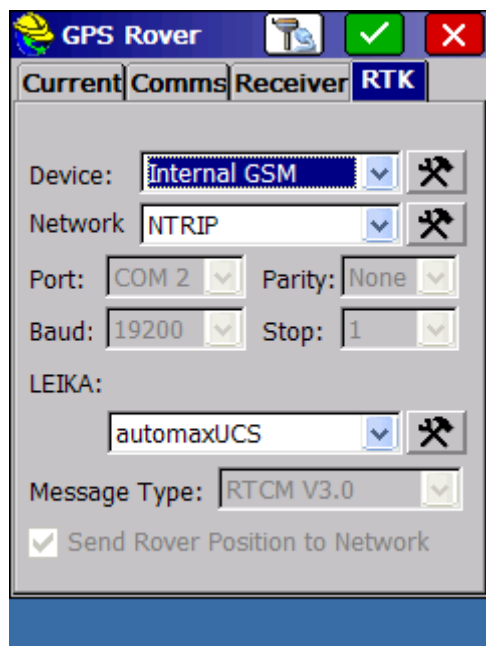 GPS Rover
Current Comms Receiver RTK
Device: Internal GSM
Network NTRIP
Port: COM 2 Parity: None
Baud: 19200 Stop: 1
LEIKA:
automaxUCS
Message Type: RTCM V3.0
Send Rover Position to Network